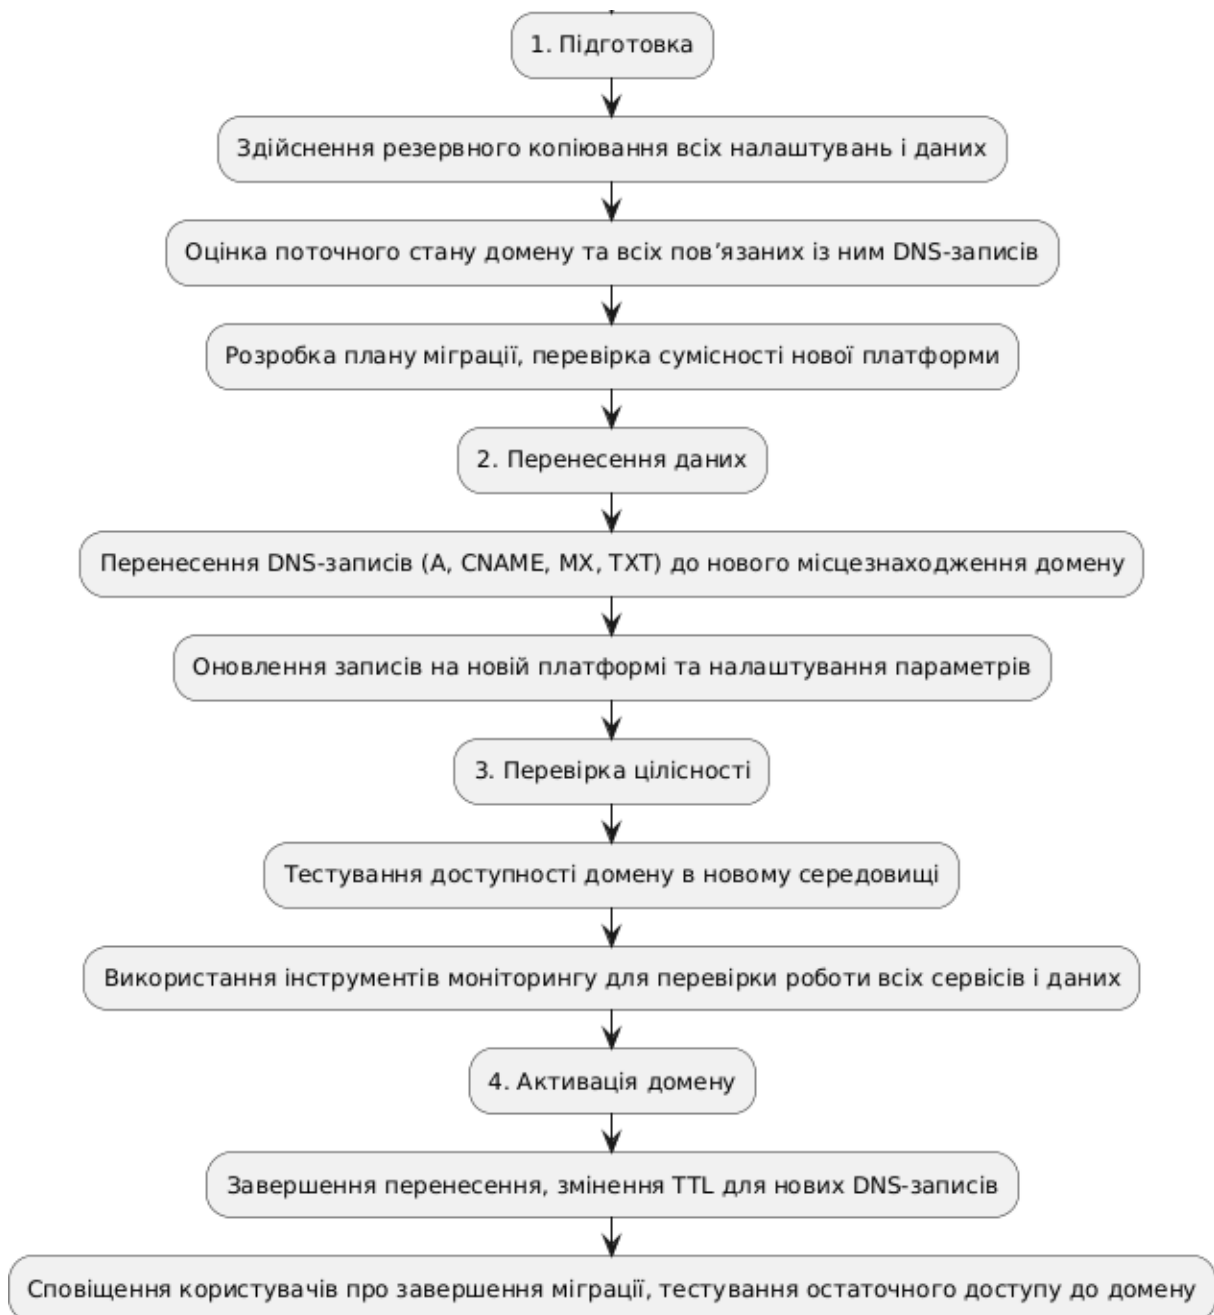 1. Підготовка
Здійснення резервного копіювання всіх налаштувань і даних
Оцінка поточного стану домену та всіх пов’язаних із ним DNS-записів
Розробка плану міграції, перевірка сумісності нової платформи
2. Перенесення даних
Перенесення DNS-записів (A, CNAME, MX, TXT) до нового місцезнаходження домену
Оновлення записів на новій платформі та налаштування параметрів
3. Перевірка цілісності
Тестування доступності домену в новому середовищі
Використання інструментів моніторингу для перевірки роботи всіх сервісів і даних
4. Активація домену
Завершення перенесення, змінення TTL для нових DNS-записів
Сповіщення користувачів про завершення міграції, тестування остаточного доступу до домену